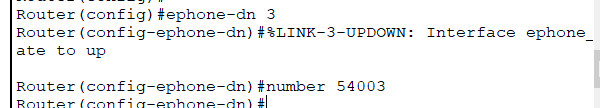 Router(config)#ephone-dn 3
Router(config-ephone-dn)#%LINK-3-UPDOWN: Interface ephone_
ate to up
Router(config-ephone-dn)#number 54003
Router(config-ephone-dn)#